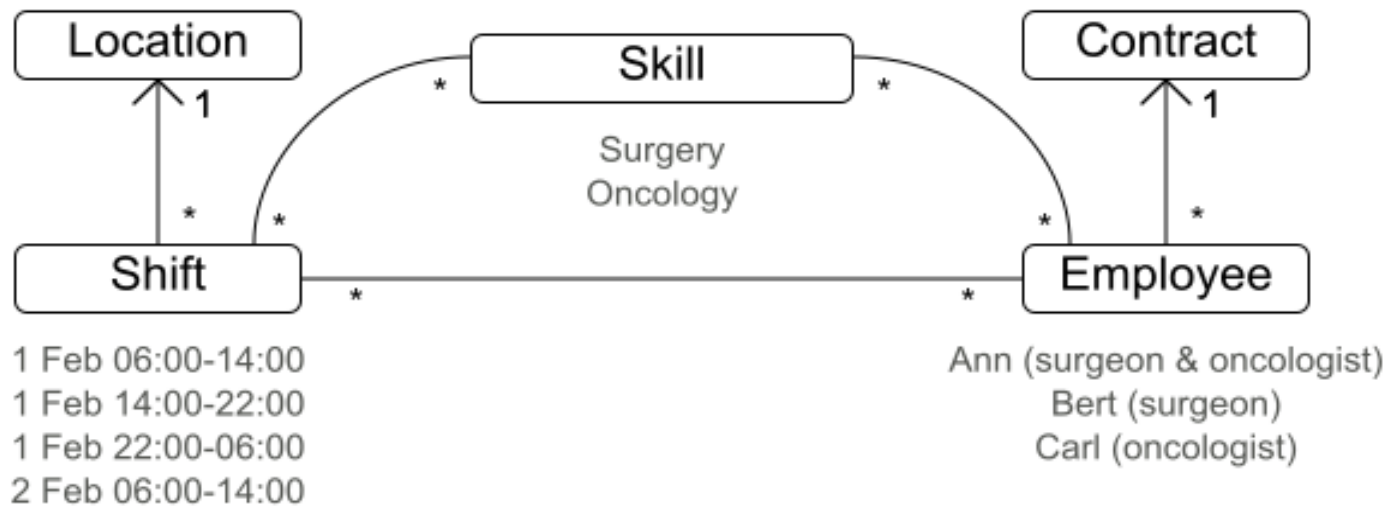 Location
Skill
Contract
1
*
*
1
Surgery
Oncology
*
*
*
*
Shift
Employee
*
*
1 Feb 06:00-14:00
1 Feb 14:00-22:00
1 Feb 22:00-06:00
2 Feb 06:00-14:00
Ann (surgeon & oncologist)
Bert (surgeon)
Carl (oncologist)